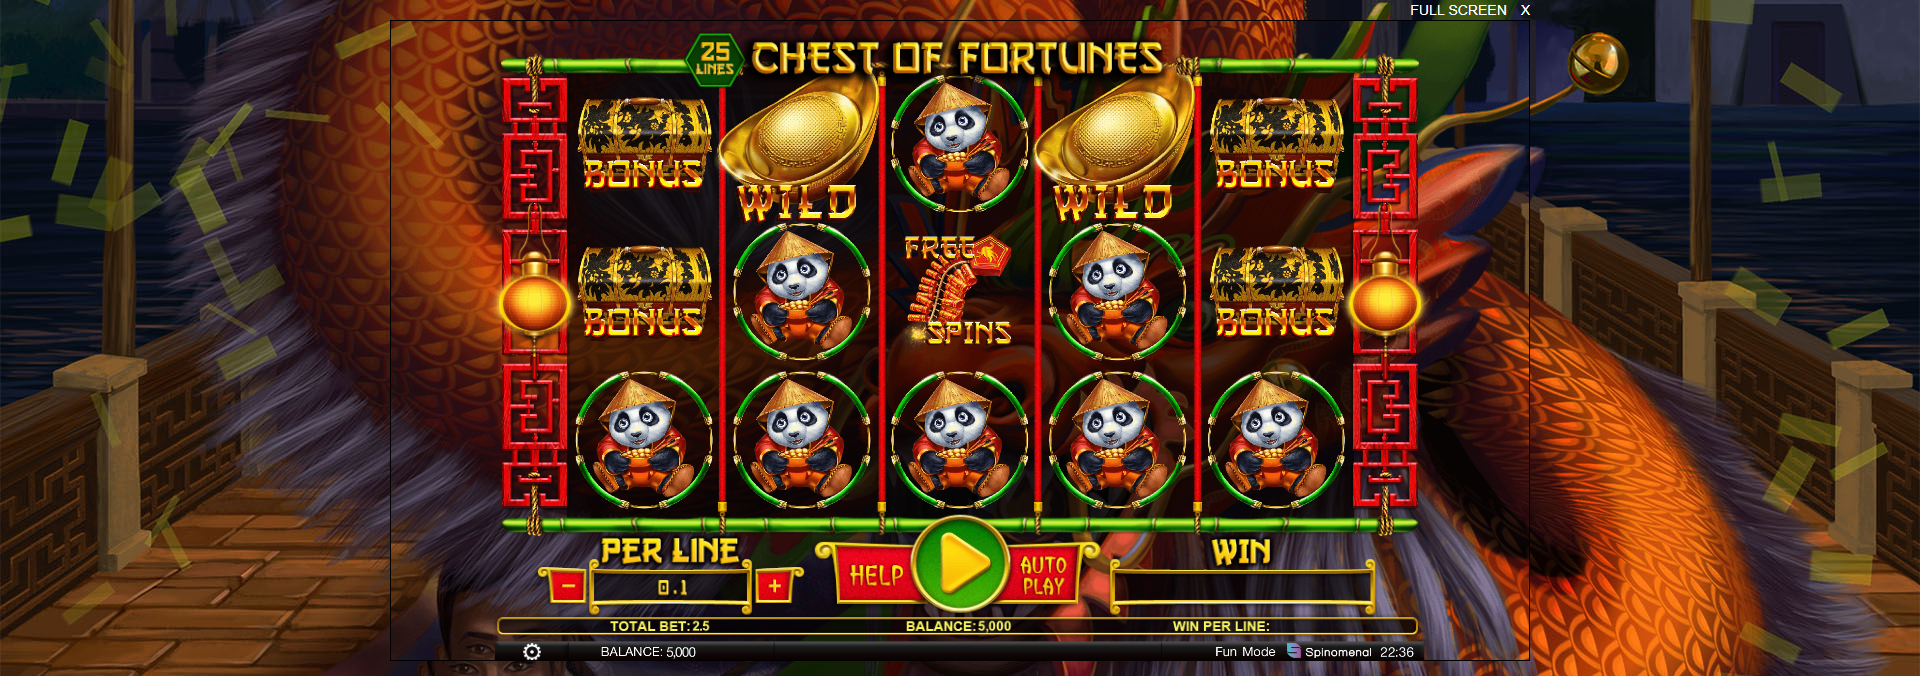 FULL SCREEN X
25
LINES
CHEST OF FORTUNES
BONUS
WILD
WILD
BONUS
FREE
SPINS
BONUS
BONUS
PER LINE
WIN
- 0.1 +
HELP
AUTO
PLAY
TOTAL BET: 2.5
BALANCE: 5,000
WIN PER LINE:
BALANCE: 5,000
Fun Mode
Spinomenal
22:36